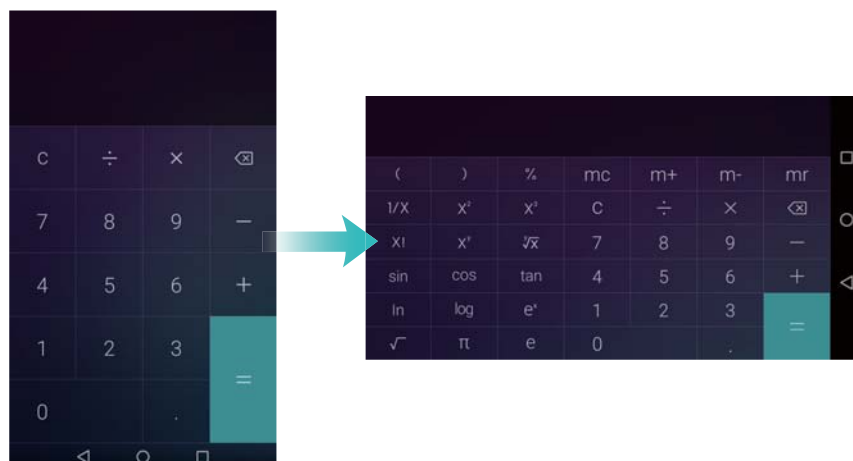 C ÷ ×
7 8 9 −
4 5 6 +
1 2 3 =
0 .
( ) % mc m+ m- mr
1/X X² X³ C ÷ ×
X! Xʸ ʸ√x 7 8 9 −
sin cos tan 4 5 6 +
ln log eˣ 1 2 3 =
√ π e 0 .